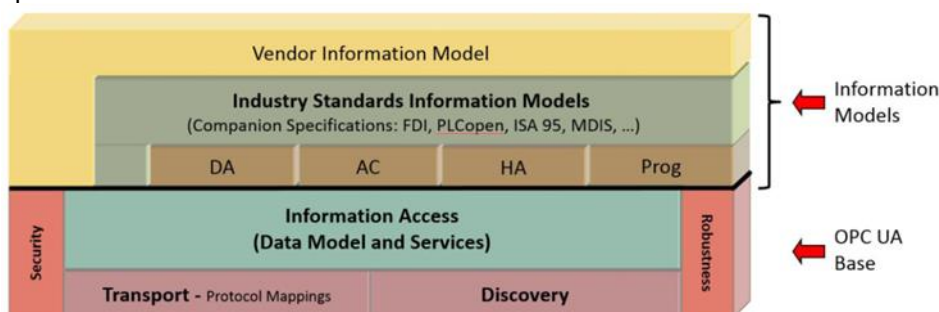 Vendor Information Model
Industry Standards Information Models
(Companion Specifications: FDI, PLCopen, ISA 95, MDIS, ...)
DA
AC
HA
Prog
Information
Models
Security
Information Access
(Data Model and Services)
Robustness
OPC UA
Base
Transport - Protocol Mappings
Discovery